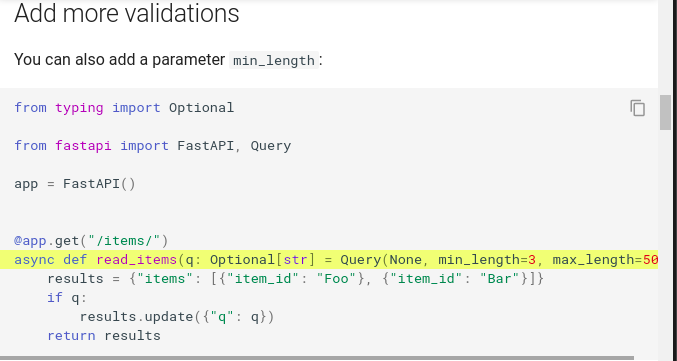 Add more validations
You can also add a parameter min_length:
from typing import Optional
from fastapi import FastAPI, Query
app = FastAPI()
@app.get("/items/")
async def read_items(q: Optional[str] = Query(None, min_length=3, max_length=50
    results = {"items": [{"item_id": "Foo"}, {"item_id": "Bar"}]}
    if q:
        results.update({"q": q})
    return results